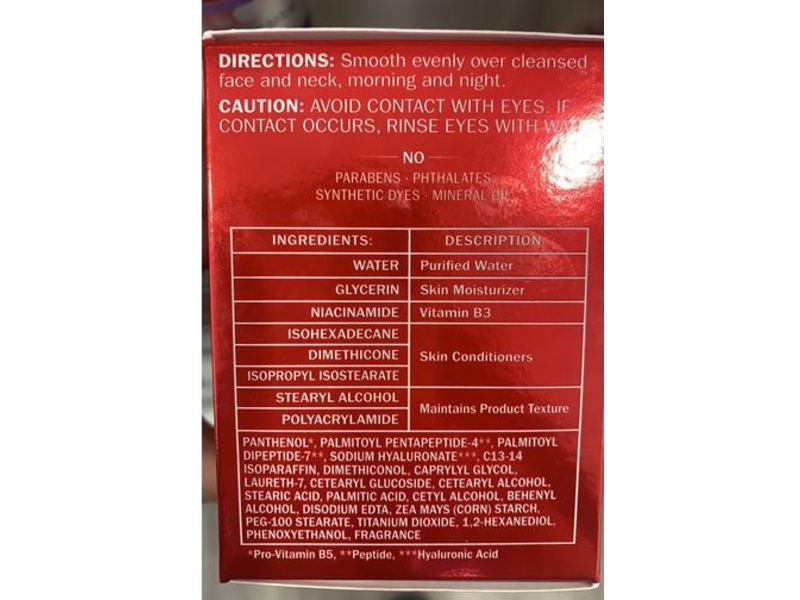 DIRECTIONS: Smooth evenly over cleansed
face and neck, morning and night.
CAUTION: AVOID CONTACT WITH EYES. IF
CONTACT OCCURS, RINSE EYES WITH
NO
PARABENS · PHTHALATES
SYNTHETIC DYES · MINERAL OIL
INGREDIENTS: DESCRIPTION
WATER Purified Water
GLYCERIN Skin Moisturizer
NIACINAMIDE Vitamin B3
ISOHEXADECANE
DIMETHICONE Skin Conditioners
ISOPROPYL ISOSTEARATE
STEARYL ALCOHOL
POLYACRYLAMIDE Maintains Product Texture
PANTHENOL*, PALMITOYL PENTAPEPTIDE-4**, PALMITOYL
DIPEPTIDE-7**, SODIUM HYALURONATE***, C13-14
ISOPARAFFIN, DIMETHICONOL, CAPRYLYL GLYCOL,
LAURETH-7, CETEARYL GLUCOSIDE, CETEARYL ALCOHOL,
STEARIC ACID, PALMITIC ACID, CETYL ALCOHOL, BEHENYL
ALCOHOL, DISODIUM EDTA, ZEA MAYS (CORN) STARCH,
PEG-100 STEARATE, TITANIUM DIOXIDE, 1,2-HEXANEDIOL,
PHENOXYETHANOL, FRAGRANCE
*Pro-Vitamin B5, **Peptide, ***Hyaluronic Acid